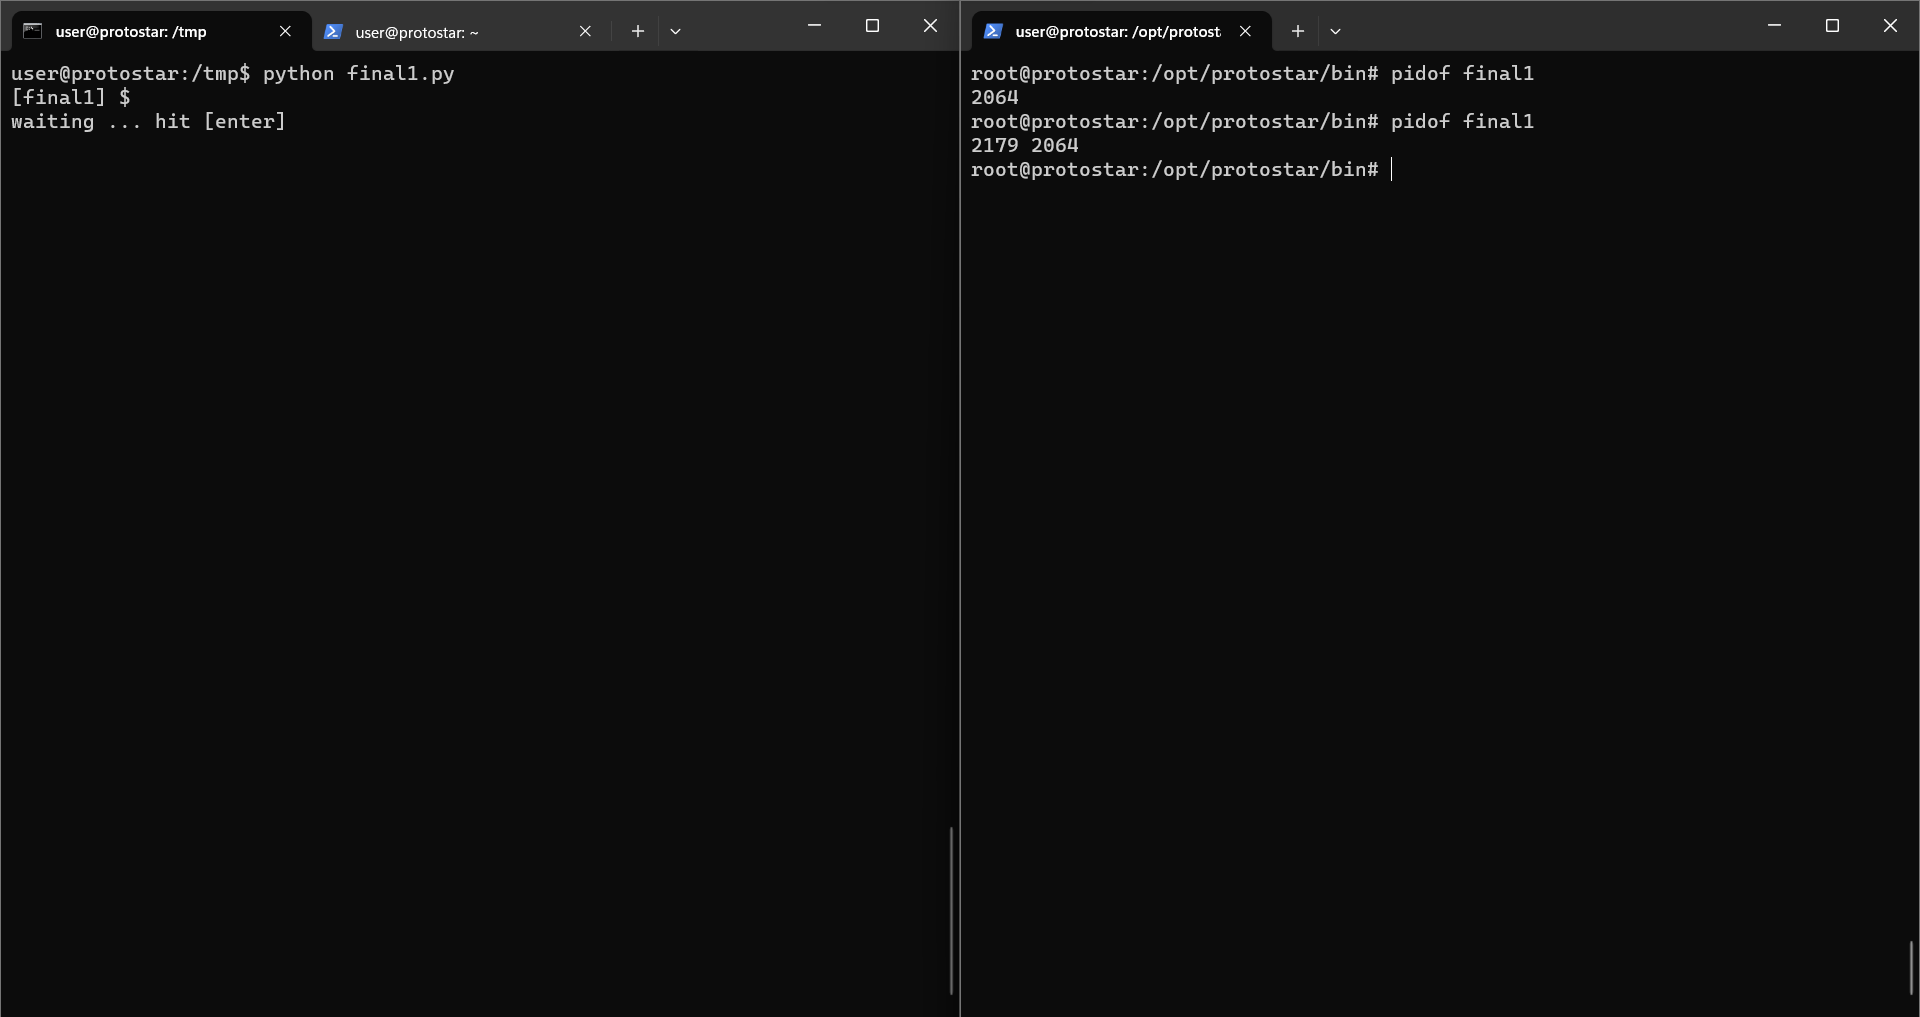 user@protostar: /tmp
user@protostar: ~
user@protostar:/tmp$ python final1.py
[final1] $
waiting ... hit [enter]
user@protostar: /opt/protost
root@protostar:/opt/protostar/bin# pidof final1
2064
root@protostar:/opt/protostar/bin# pidof final1
2179 2064
root@protostar:/opt/protostar/bin#